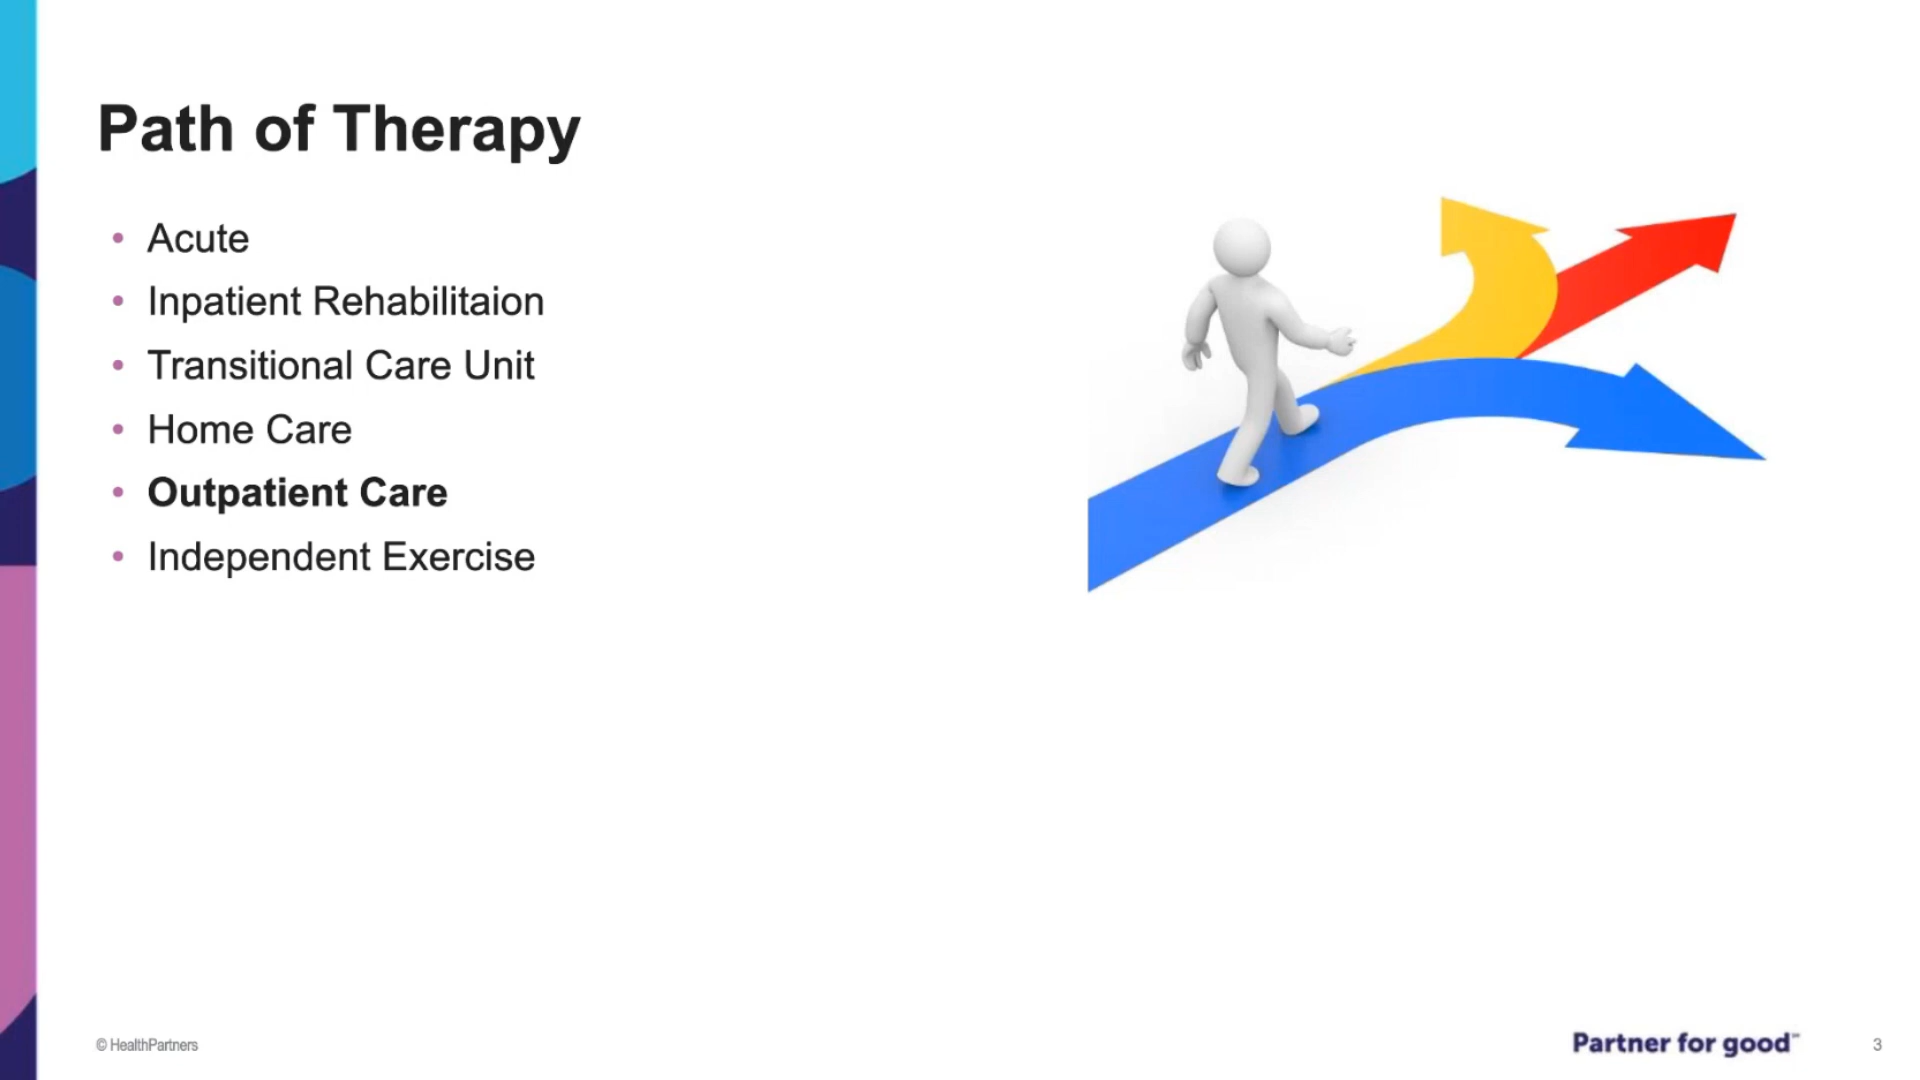 Path of Therapy
• Acute
• Inpatient Rehabilitaion
• Transitional Care Unit
• Home Care
• Outpatient Care
• Independent Exercise
© HealthPartners
Partner for good℠
3